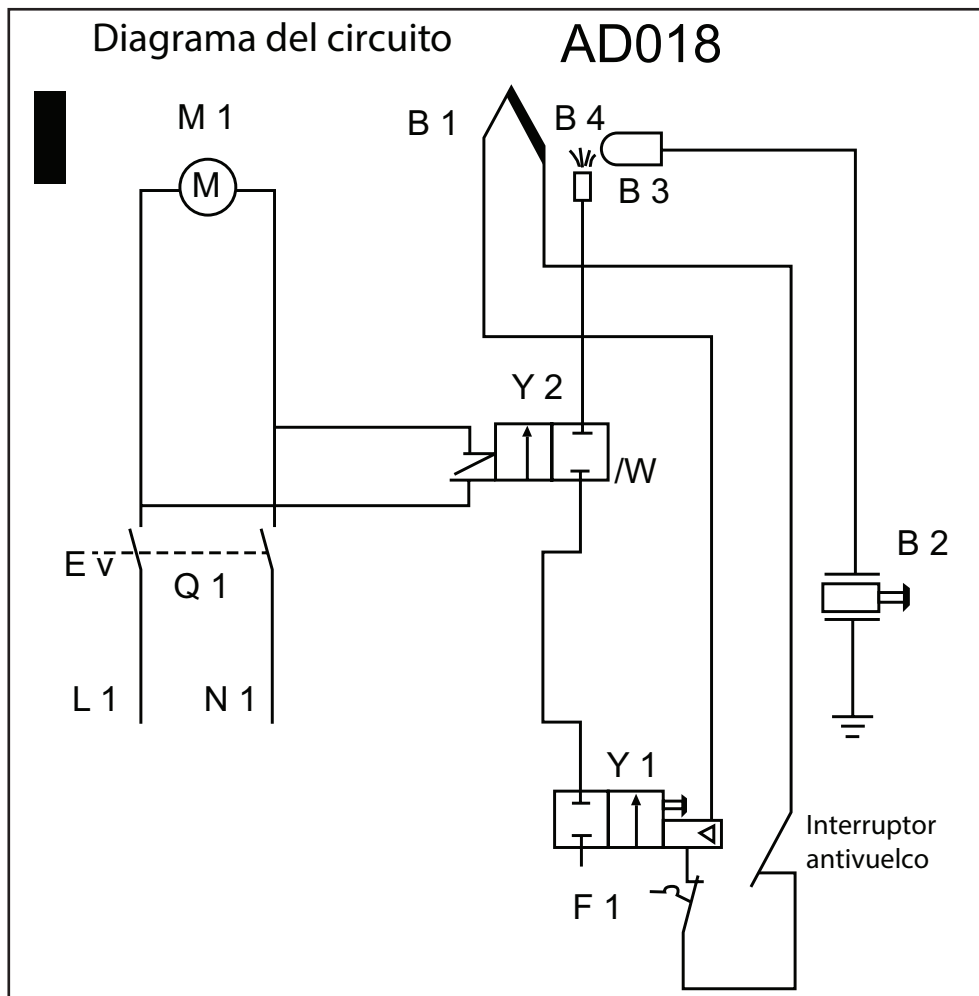 Diagrama del circuito AD018
M 1
B 1
B 4
M
B 3
Y 2
/W
E v
Q 1
B 2
L 1
N 1
Y 1
Interruptor
antivuelco
F 1